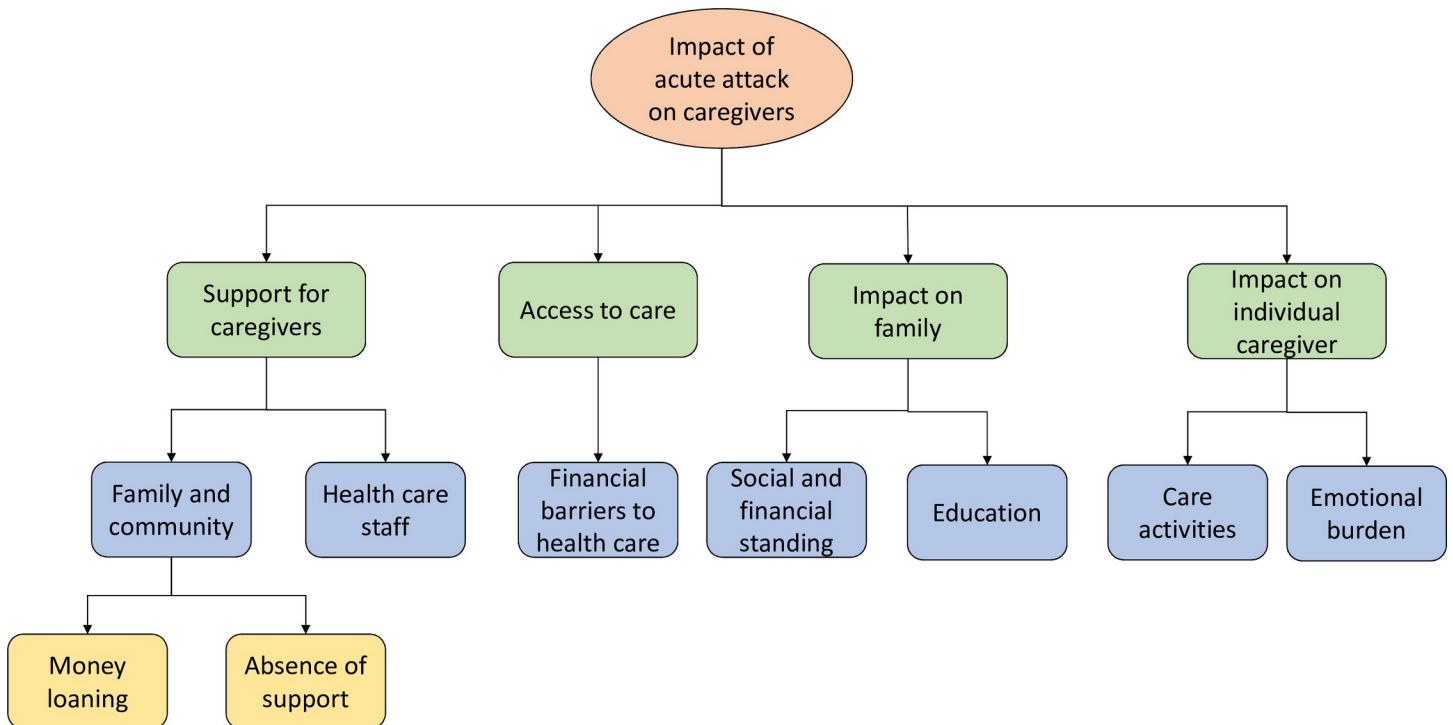 Impact of
acute attack
on caregivers
Support for
caregivers
Access to care
Impact on
family
Impact on
individual
caregiver
Family and
community
Health care
staff
Financial
barriers to
health care
Social and
financial
standing
Education
Care
activities
Emotional
burden
Money
loaning
Absence of
support